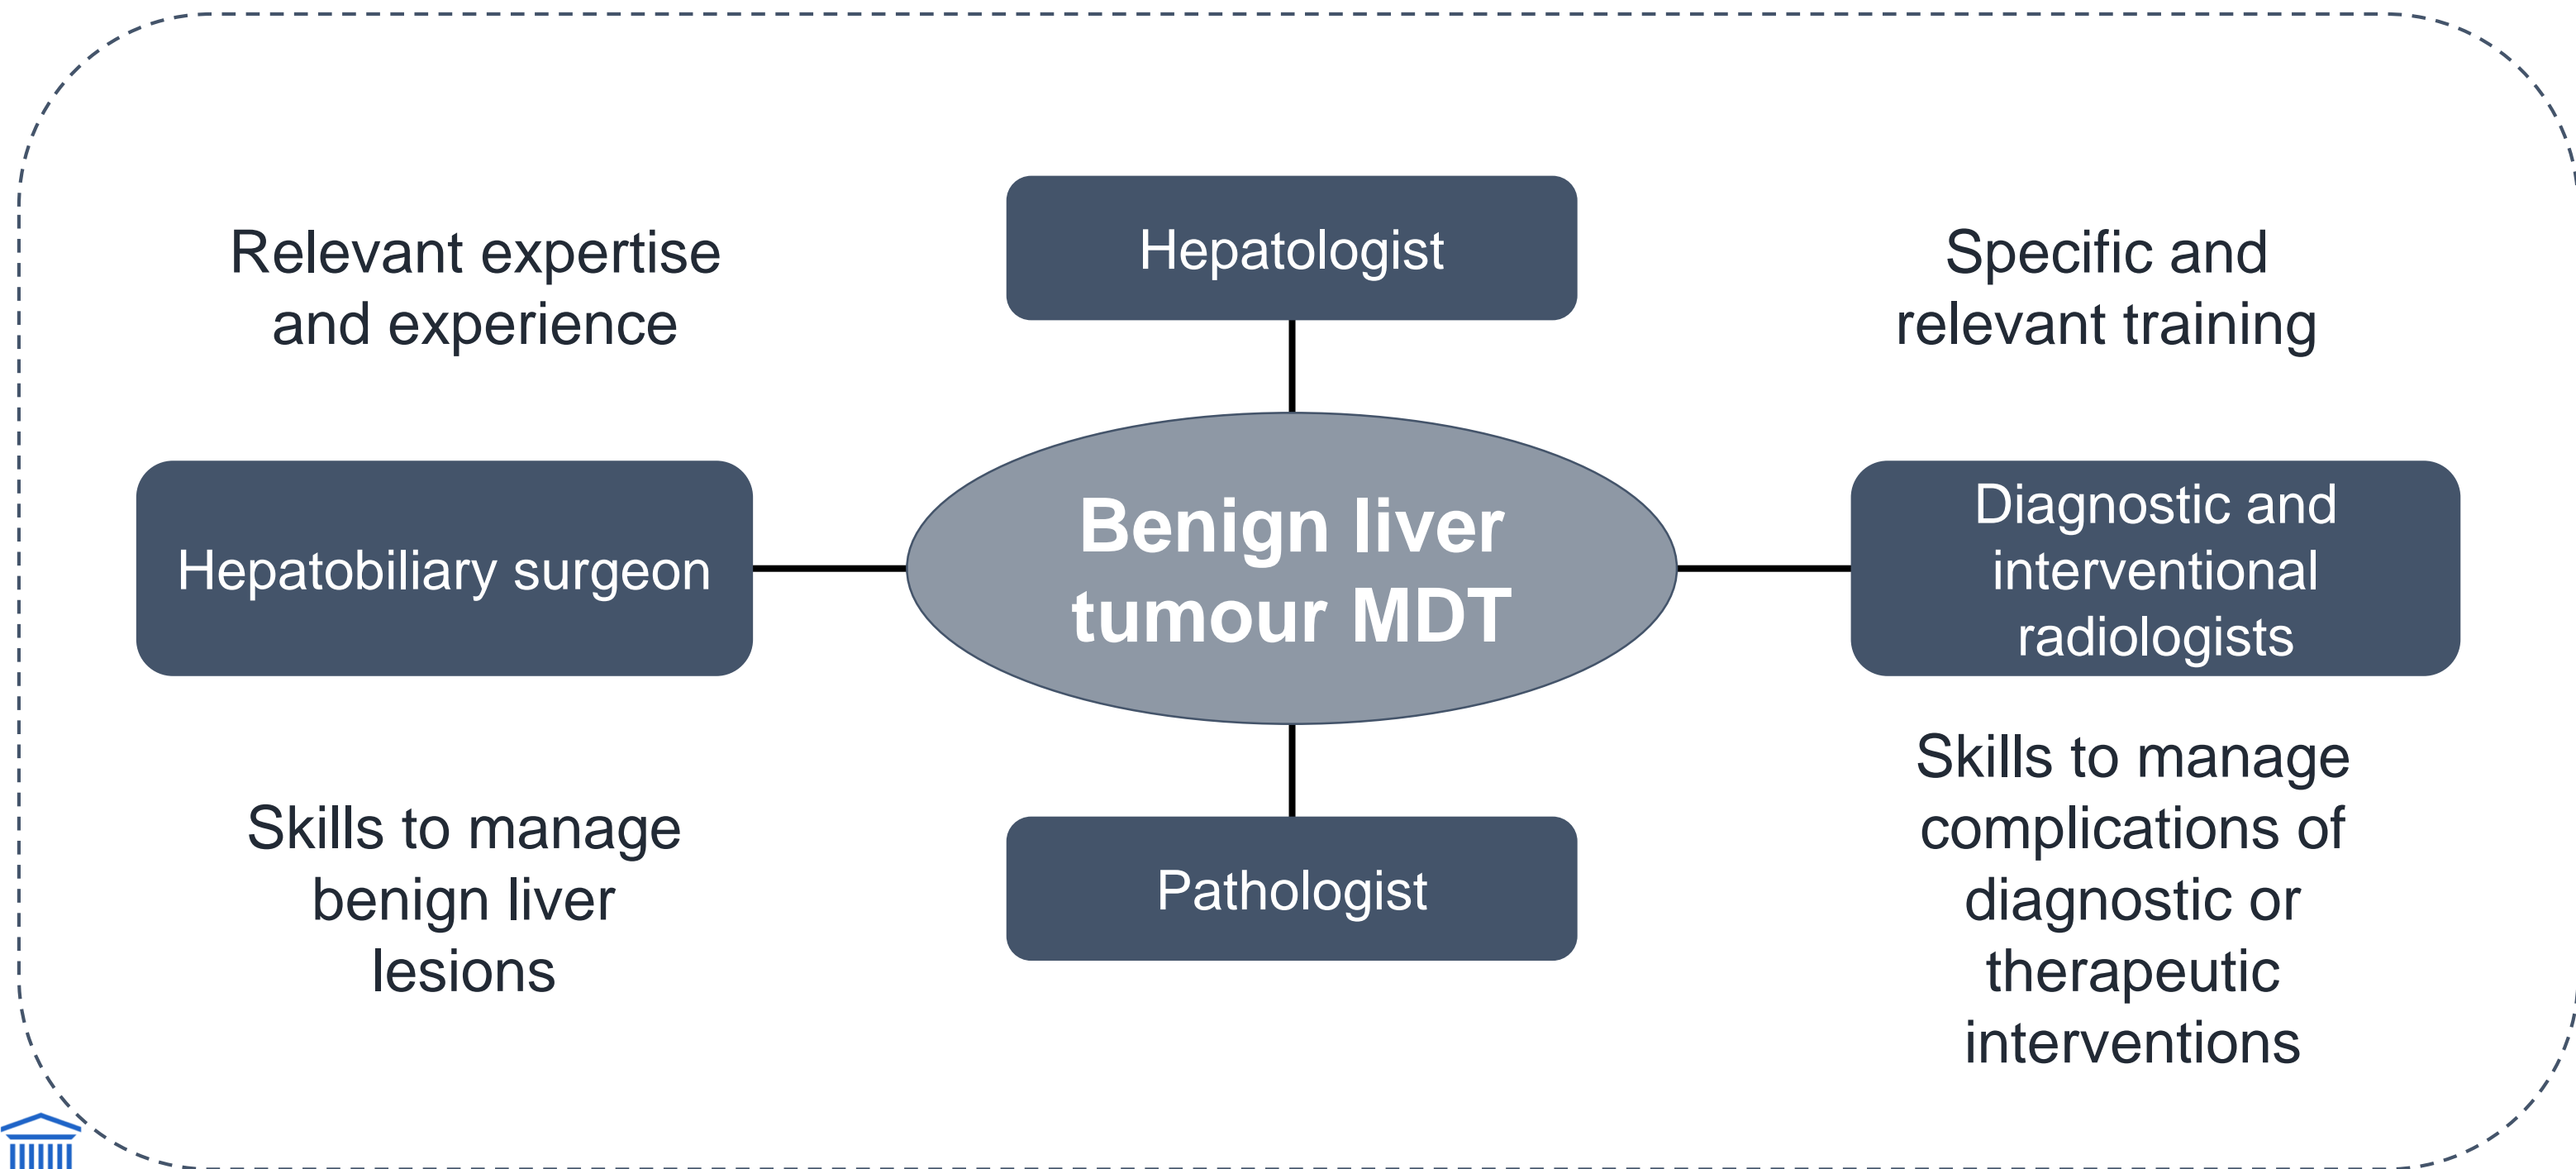 Hepatologist
Relevant expertise
and experience
Specific and
relevant training
Hepatobiliary surgeon
Benign liver
tumour MDT
Diagnostic and
interventional
radiologists
Skills to manage
benign liver
lesions
Pathologist
Skills to manage
complications of
diagnostic or
therapeutic
interventions